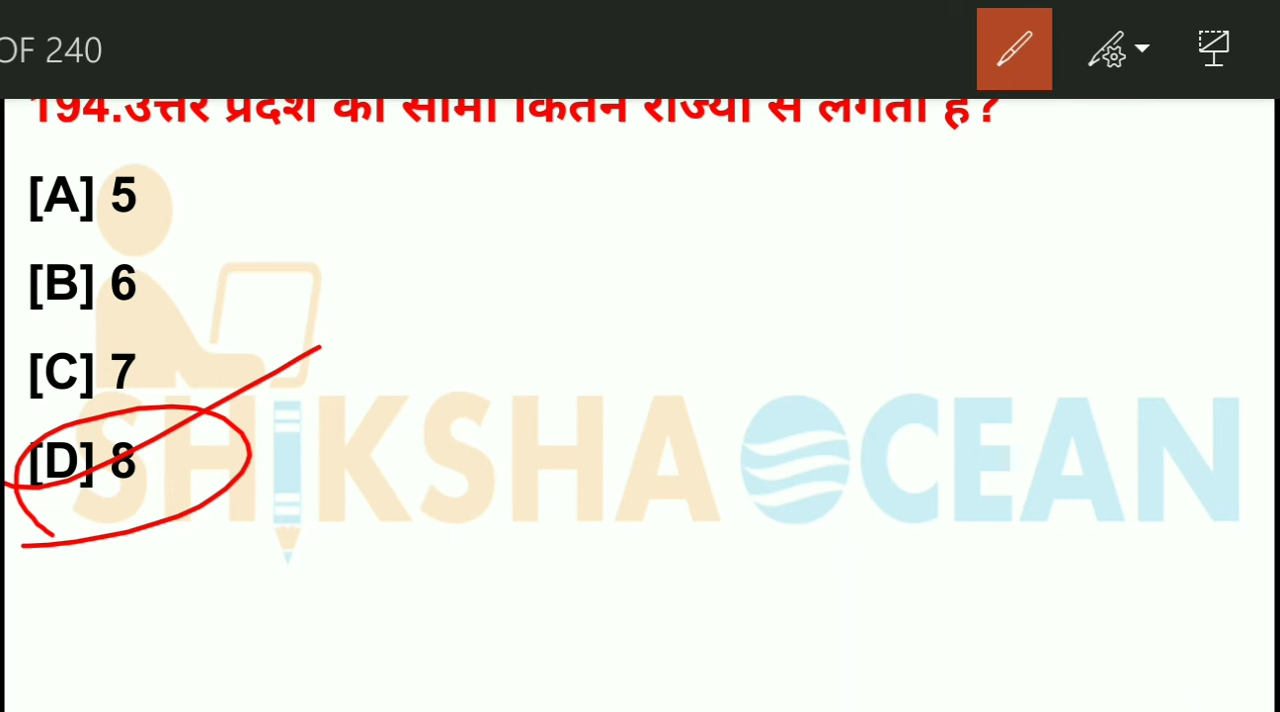 OF 240
194.उत्तर प्रदेश की सीमा कितने राज्यों से लगती है?
[A] 5
[B] 6
[C] 7
[D] 8
SHIKSHA OCEAN